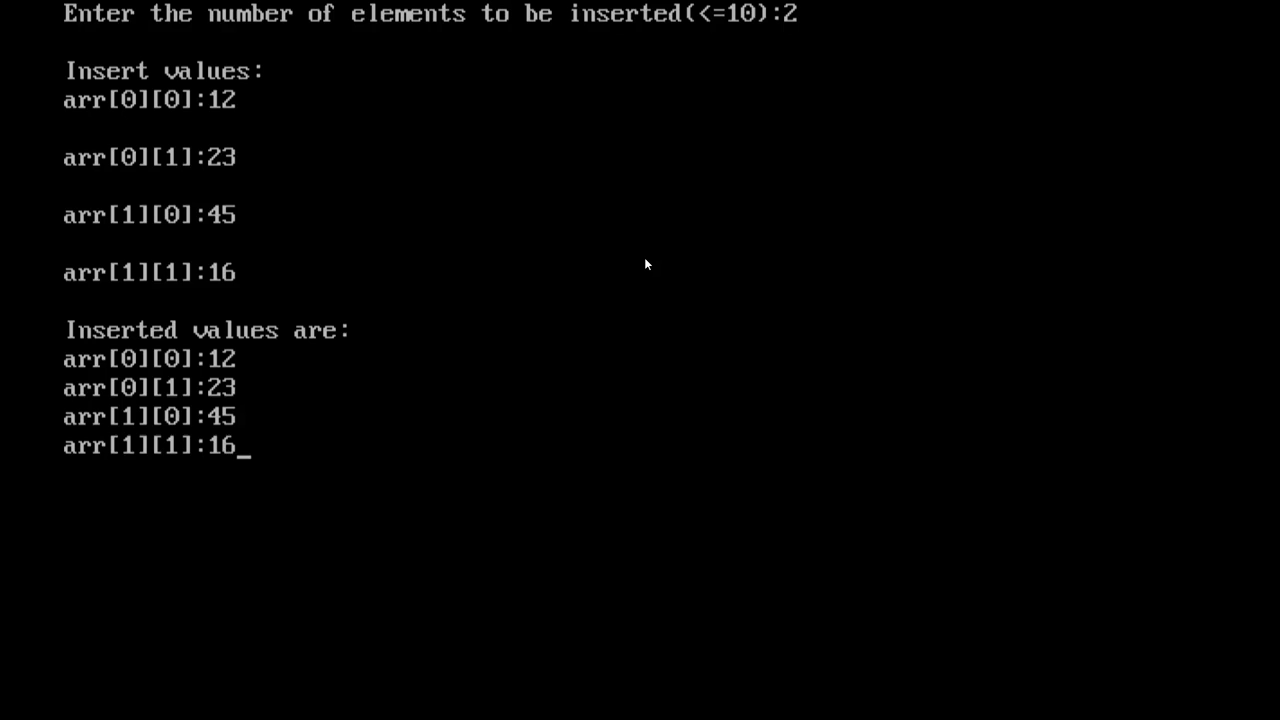 Enter the number of elements to be inserted(<=10):2
Insert values:
arr[0][0]:12
arr[0][1]:23
arr[1][0]:45
arr[1][1]:16
Inserted values are:
arr[0][0]:12
arr[0][1]:23
arr[1][0]:45
arr[1][1]:16_